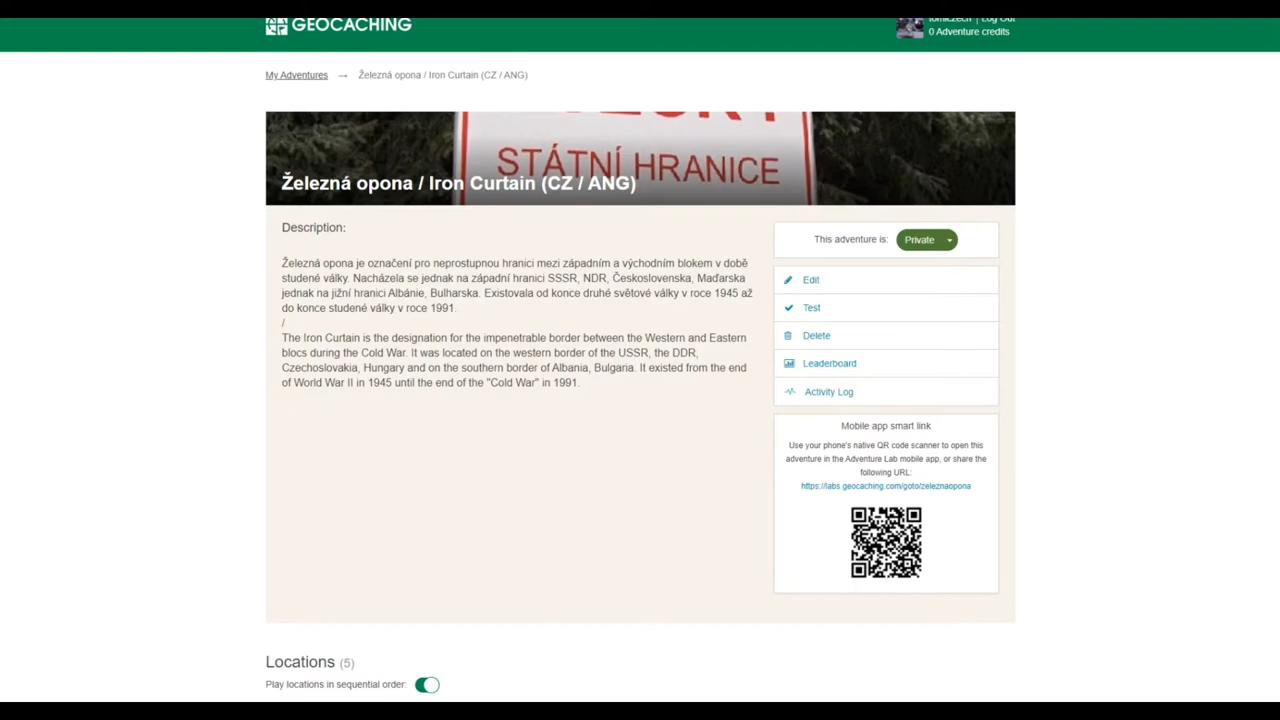 GEOCACHING
tomiczech | Log Out
0 Adventure credits
My Adventures → Železná opona / Iron Curtain (CZ / ANG)
STÁTNÍ HRANICE
Železná opona / Iron Curtain (CZ / ANG)
Description:
Železná opona je označení pro neprostupnou hranici mezi západním a východním blokem v době
studené války. Nacházela se jednak na západní hranici SSSR, NDR, Československa, Maďarska
jednak na jižní hranici Albánie, Bulharska. Existovala od konce druhé světové války v roce 1945 až
do konce studené války v roce 1991.
/
The Iron Curtain is the designation for the impenetrable border between the Western and Eastern
blocs during the Cold War. It was located on the western border of the USSR, the DDR,
Czechoslovakia, Hungary and on the southern border of Albania, Bulgaria. It existed from the end
of World War II in 1945 until the end of the "Cold War" in 1991.
This adventure is: Private
Edit
Test
Delete
Leaderboard
Activity Log
Mobile app smart link
Use your phone's native QR code scanner to open this
adventure in the Adventure Lab mobile app, or share the
following URL:
https://labs.geocaching.com/goto/zeleznaopona
Locations (5)
Play locations in sequential order: